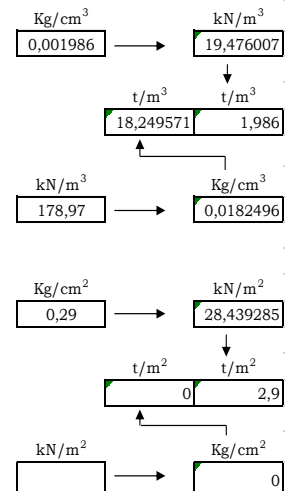 Kg/cm³ kN/m³
0,001986 19,476007
t/m³ t/m³
18,249571 1,986
kN/m³ Kg/cm³
178,97 0,0182496
Kg/cm² kN/m²
0,29 28,439285
t/m² t/m²
0 2,9
kN/m² Kg/cm²
0